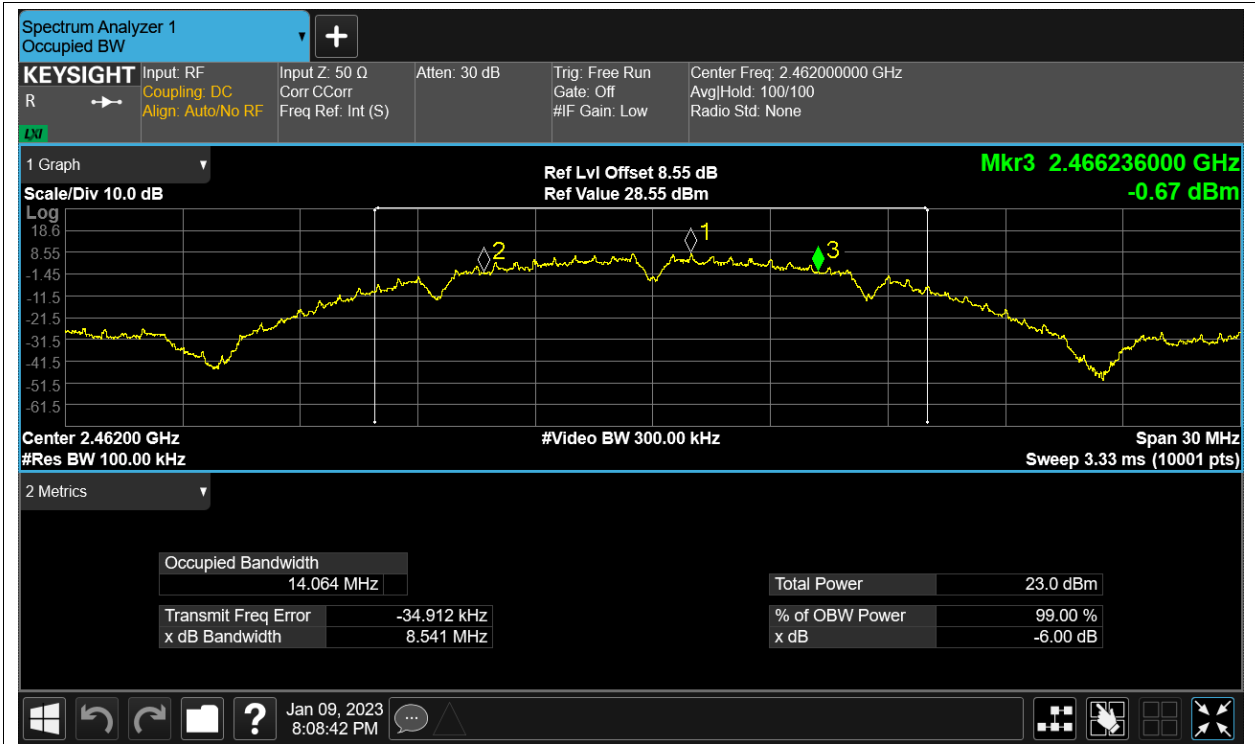 Spectrum Analyzer 1
Occupied BW
KEYSIGHT
R
LXI
Input: RF
Coupling: DC
Align: Auto/No RF
Input Z: 50 Ω
Corr CCorr
Freq Ref: Int (S)
Atten: 30 dB
Trig: Free Run
Gate: Off
#IF Gain: Low
Center Freq: 2.462000000 GHz
Avg|Hold: 100/100
Radio Std: None
1 Graph
Scale/Div 10.0 dB
Ref Lvl Offset 8.55 dB
Ref Value 28.55 dBm
Mkr3 2.466236000 GHz
-0.67 dBm
Log
18.6
8.55
-1.45
-11.5
-21.5
-31.5
-41.5
-51.5
-61.5
2
1
3
Center 2.46200 GHz
#Res BW 100.00 kHz
#Video BW 300.00 kHz
Span 30 MHz
Sweep 3.33 ms (10001 pts)
2 Metrics
Occupied Bandwidth
14.064 MHz
Transmit Freq Error -34.912 kHz
x dB Bandwidth 8.541 MHz
Total Power 23.0 dBm
% of OBW Power 99.00 %
x dB -6.00 dB
?
Jan 09, 2023
8:08:42 PM